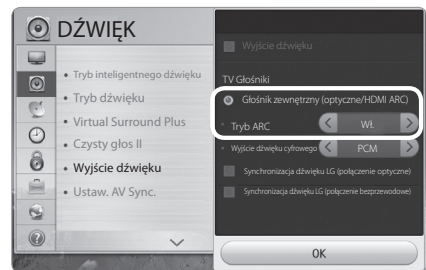 DŹWIĘK
Tryb inteligentnego dźwięku
Tryb dźwięku
Virtual Surround Plus
Czysty głos II
Wyjście dźwięku
Ustaw. AV Sync.
Wyjście dźwięku
TV Głośniki
Głośnik zewnętrzny (optyczne/HDMI ARC)
Tryb ARC
Wł.
Wyjście dźwięku cyfrowego
PCM
Synchronizacja dźwięku LG (połączenie optyczne)
Synchronizacja dźwięku LG (połączenie bezprzewodowe)
OK